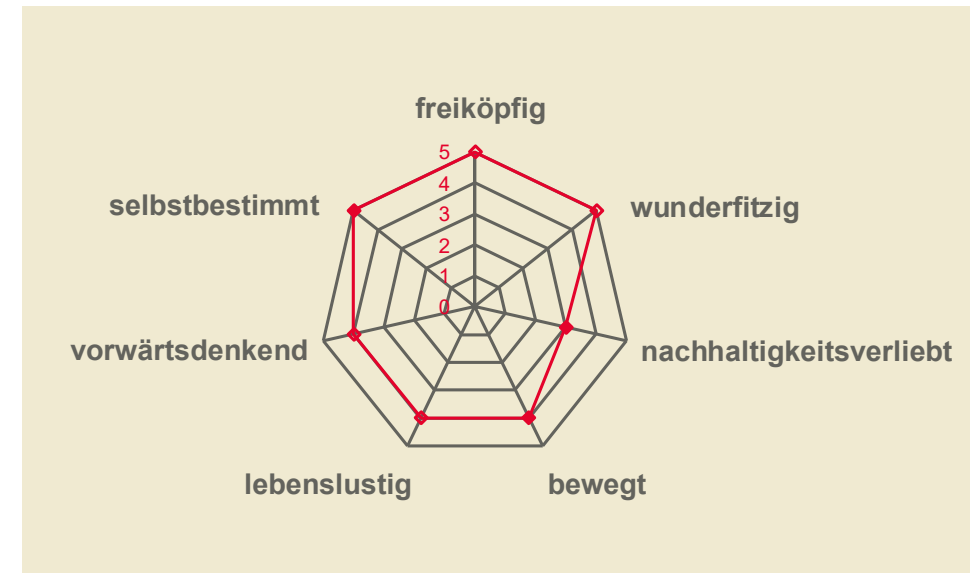 freiköpfig
5
selbstbestimmt
4
wunderfitzig
3
2
1
0
vorwärtsdenkend
nachhaltigkeitsverliebt
lebenslustig
bewegt